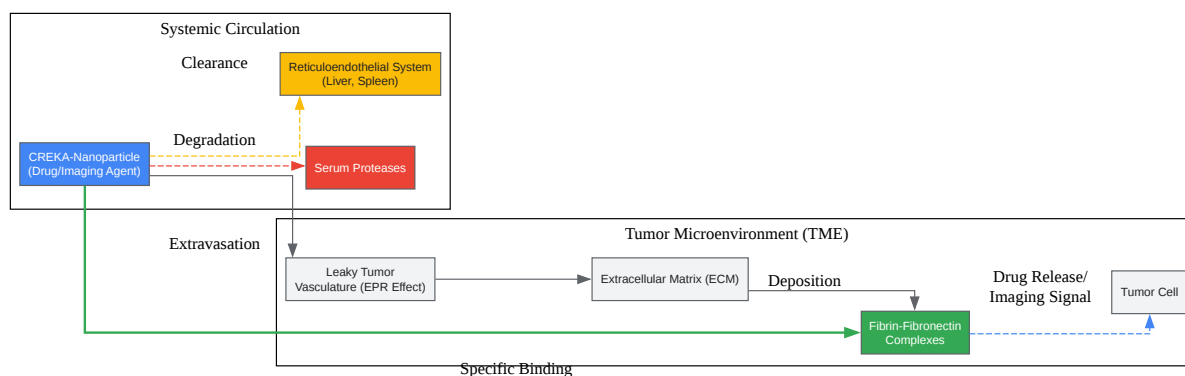 Systemic Circulation
Clearance
Reticuloendothelial System
(Liver, Spleen)
Degradation
CREKA-Nanoparticle
(Drug/Imaging Agent)
Serum Proteases
Extravasation
Tumor Microenvironment (TME)
Leaky Tumor
Vasculature (EPR Effect)
Extracellular Matrix (ECM)
Deposition
Drug Release/
Imaging Signal
Tumor Cell
Fibrin-Fibronectin
Complexes
Specific Binding